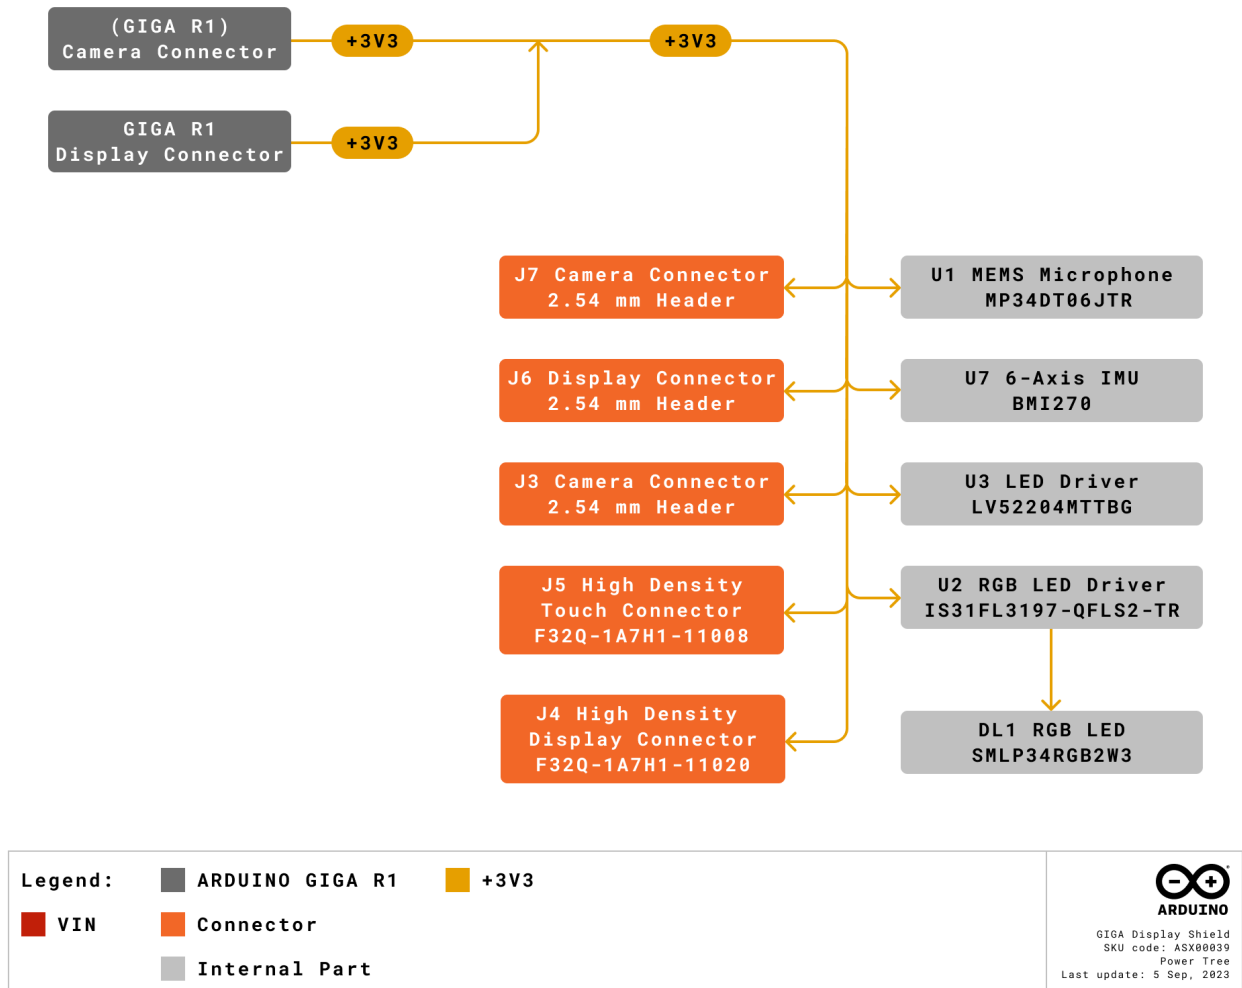 (GIGA R1)
Camera Connector
+3V3
+3V3
GIGA R1
Display Connector
+3V3
J7 Camera Connector
2.54 mm Header
U1 MEMS Microphone
MP34DT06JTR
J6 Display Connector
2.54 mm Header
U7 6-Axis IMU
BMI270
J3 Camera Connector
2.54 mm Header
U3 LED Driver
LV52204MTTBG
J5 High Density
Touch Connector
F32Q-1A7H1-11008
U2 RGB LED Driver
IS31FL3197-QFLS2-TR
J4 High Density
Display Connector
F32Q-1A7H1-11020
DL1 RGB LED
SMLP34RGB2W3
Legend:
ARDUINO GIGA R1
+3V3
VIN
Connector
Internal Part
ARDUINO
GIGA Display Shield
SKU code: ASX00039
Power Tree
Last update: 5 Sep, 2023